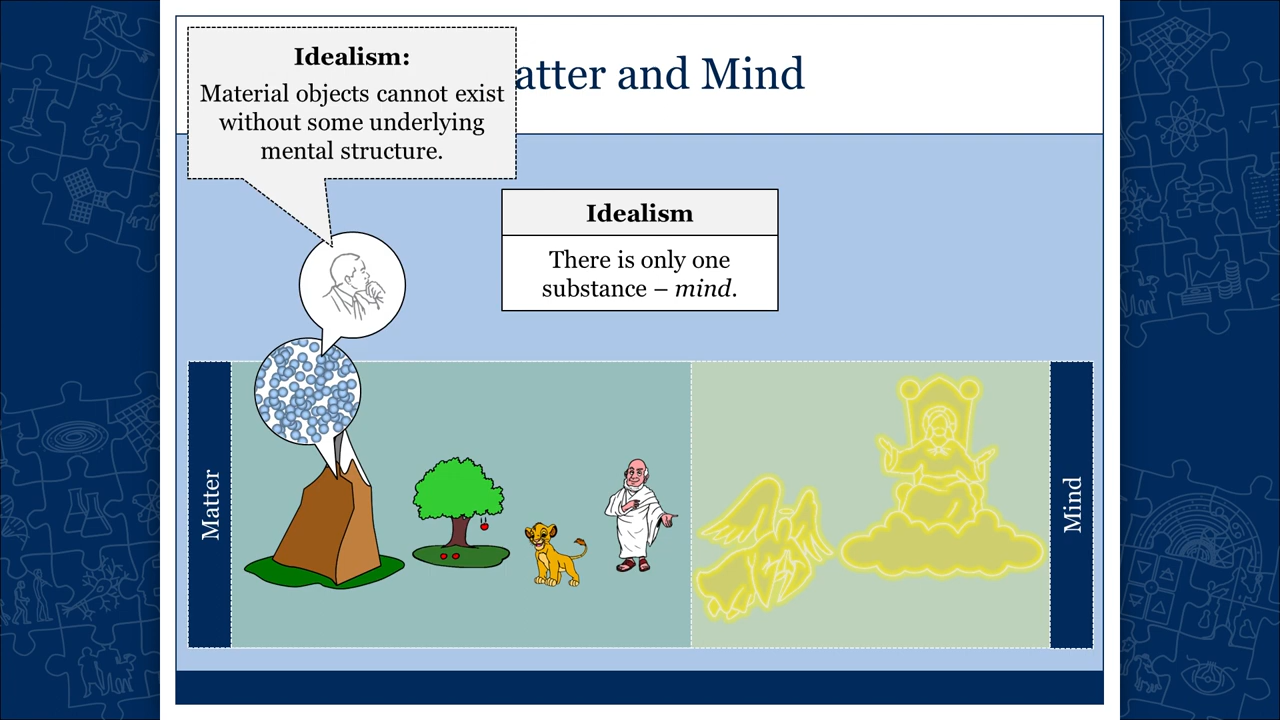 Idealism:
Material objects cannot exist
without some underlying
mental structure.
atter and Mind
Idealism
There is only one
substance – mind.
Matter
Mind